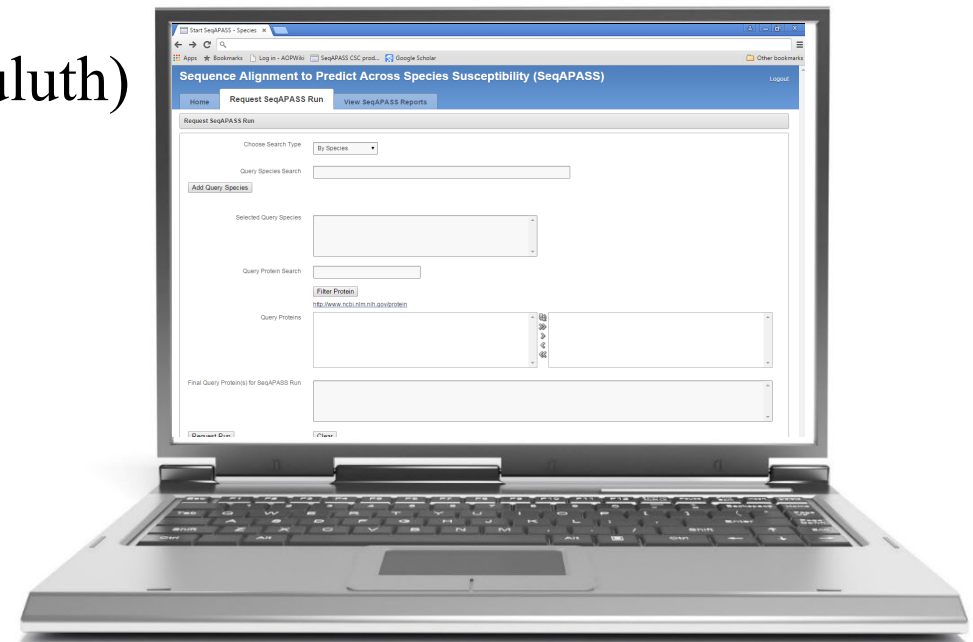 uluth)
Start SeqAPASS - Species ×
Apps Bookmarks Log in - AOPWiki SeqAPASS CSC prod... Google Scholar Other bookmarks
Sequence Alignment to Predict Across Species Susceptibility (SeqAPASS)
Logout
Home Request SeqAPASS Run View SeqAPASS Reports
Request SeqAPASS Run
Choose Search Type By Species
Query Species Search
Add Query Species
Selected Query Species
Query Protein Search
Filter Protein
http://www.ncbi.nlm.nih.gov/protein
Query Proteins
Final Query Protein(s) for SeqAPASS Run
Request Run Clear